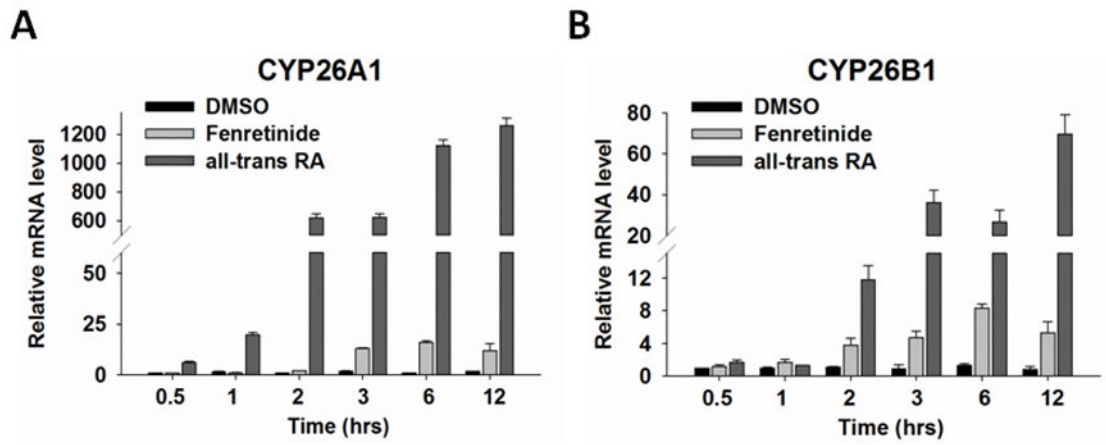 A
CYP26A1
DMSO
Fenretinide
all-trans RA
Relative mRNA level
1200
1000
800
600
50
25
0
0.5 1 2 3 6 12
Time (hrs)
B
CYP26B1
DMSO
Fenretinide
all-trans RA
Relative mRNA level
80
60
40
20
12
8
4
0
0.5 1 2 3 6 12
Time (hrs)